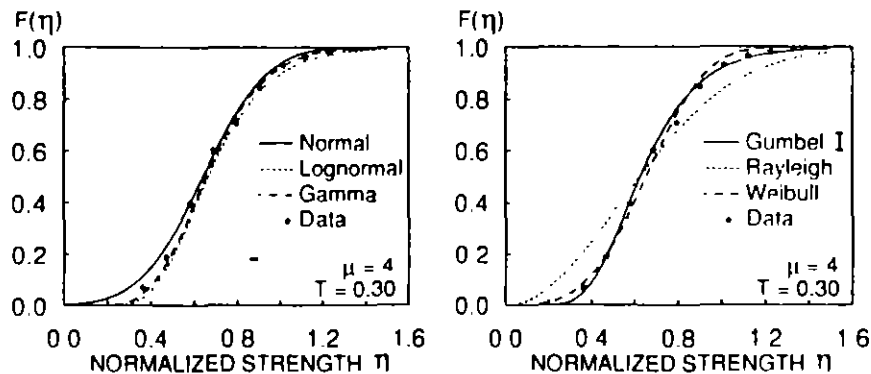 F(η)
1.0
0.8
0.6
0.4
0.2
0.0
Normal
Lognormal
Gamma
Data
μ = 4
T = 0.30
0 0 0.4 0.8 1.2 1.6
NORMALIZED STRENGTH η
F(η)
1.0
0.8
0.6
0.4
0.2
0.0
Gumbel I
Rayleigh
Weibull
Data
μ = 4
T = 0.30
0 0 0 4 0.8 1 2 1 6
NORMALIZED STRENGTH η